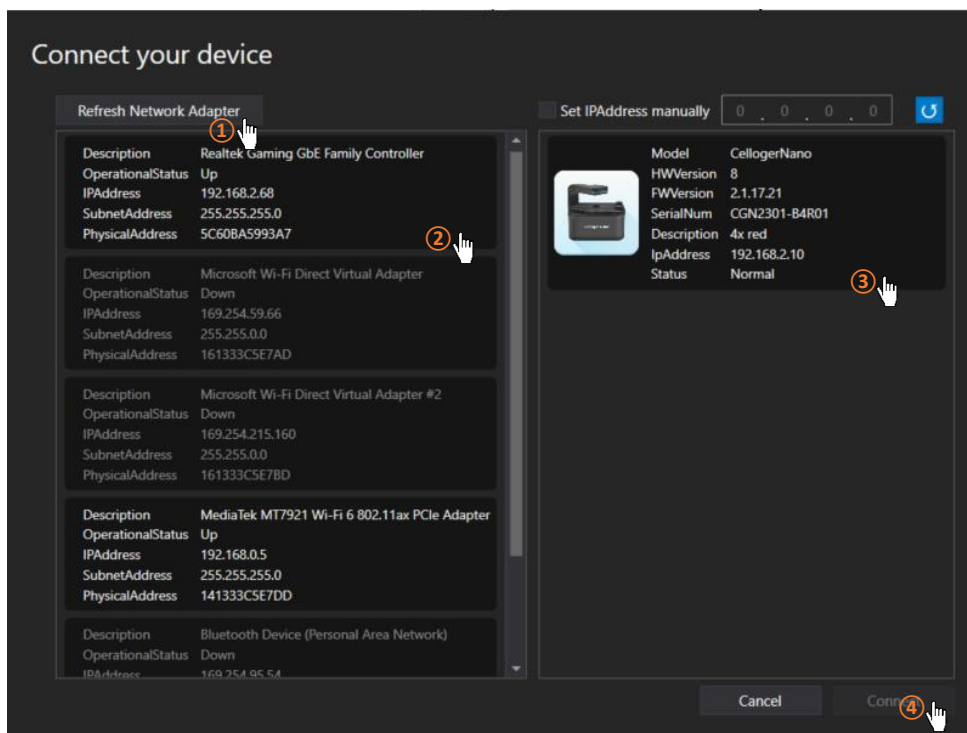 Connect your device
Refresh Network Adapter
①
Set IPAddress manually 0 . 0 . 0 . 0
Description Realtek Gaming GbE Family Controller
OperationalStatus Up
IPAddress 192.168.2.68
SubnetAddress 255.255.255.0
PhysicalAddress 5C60BA5993A7
②
Description Microsoft Wi-Fi Direct Virtual Adapter
OperationalStatus Down
IPAddress 169.254.59.66
SubnetAddress 255.255.0.0
PhysicalAddress 161333C5E7AD
Description Microsoft Wi-Fi Direct Virtual Adapter #2
OperationalStatus Down
IPAddress 169.254.215.160
SubnetAddress 255.255.0.0
PhysicalAddress 161333C5E7BD
Description MediaTek MT7921 Wi-Fi 6 802.11ax PCIe Adapter
OperationalStatus Up
IPAddress 192.168.0.5
SubnetAddress 255.255.255.0
PhysicalAddress 141333C5E7DD
Description Bluetooth Device (Personal Area Network)
OperationalStatus Down
IPAddress 169.254.95.54
Model CellogerNano
HWVersion 8
FWVersion 2.1.17.21
SerialNum CGN2301-B4R01
Description 4x red
IpAddress 192.168.2.10
Status Normal
③
Cancel
Connect
④